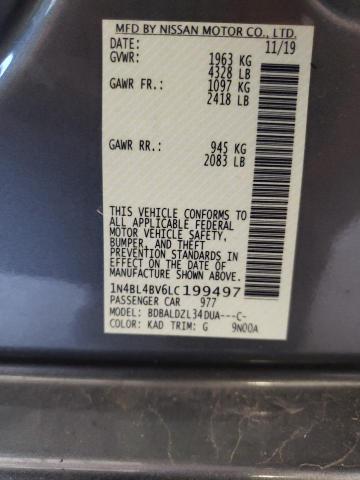 MFD BY NISSAN MOTOR CO., LTD.
DATE: 11/19
GVWR: 1963 KG
4328 LB
GAWR FR.: 1097 KG
2418 LB
GAWR RR.: 945 KG
2083 LB
THIS VEHICLE CONFORMS TO
ALL APPLICABLE FEDERAL
MOTOR VEHICLE SAFETY,
BUMPER, AND THEFT
PREVENTION STANDARDS IN
EFFECT ON THE DATE OF
MANUFACTURE SHOWN ABOVE.
1N4BL4BV6LC199497
PASSENGER CAR 977
MODEL: BDBALDZL34DUA---C-
COLOR: KAD TRIM: G 9N00A